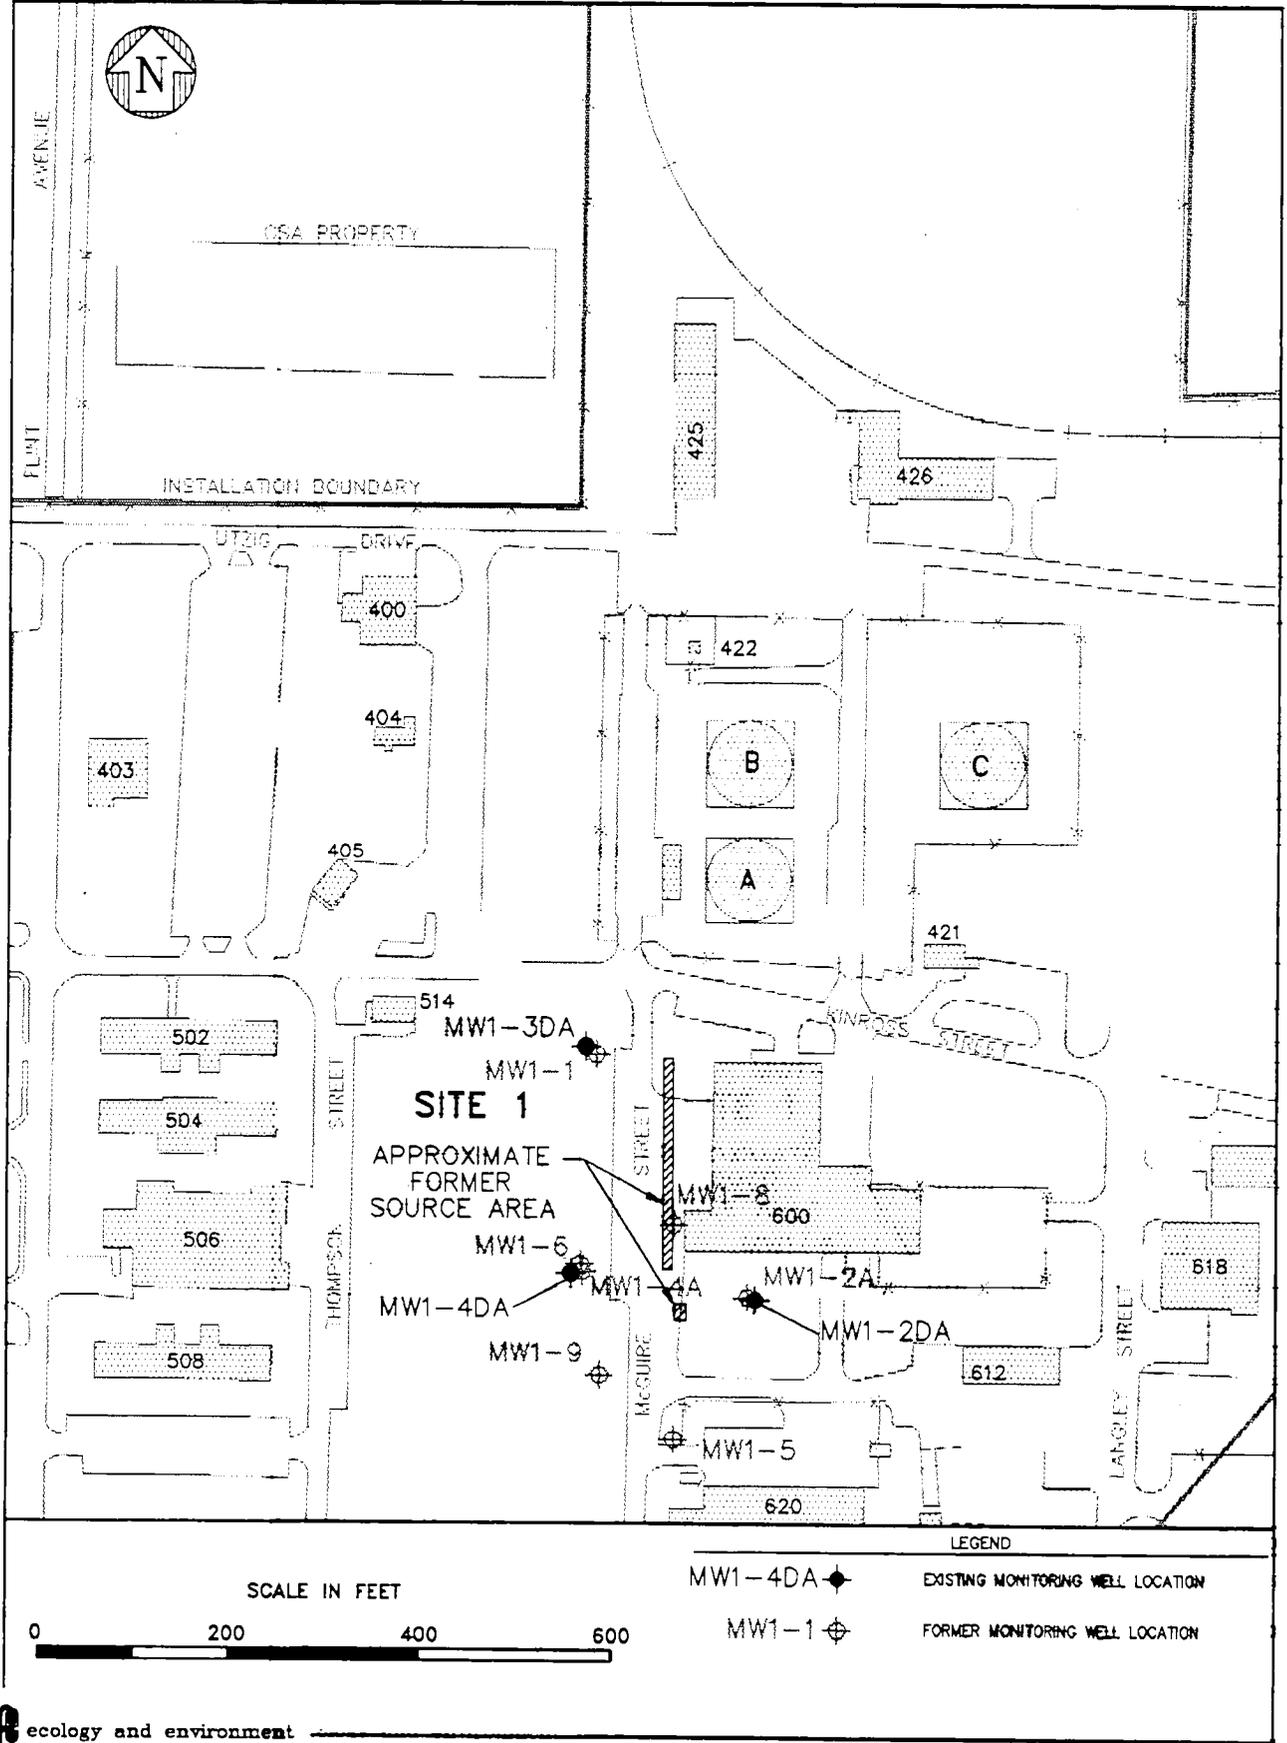 N
AVENUE
OSA PROPERTY
FLINT
425
426
INSTALLATION BOUNDARY
UTZIG DRIVE
400
422
404
403
B
C
405
A
421
514
KINROSS STREET
502
MW1-3DA
MW1-1
STREET
SITE 1
504
STREET
APPROXIMATE
FORMER
SOURCE AREA
MW1-8
600
506
MW1-6
MW1-4A
MW1-2A
618
THOMPSON
MW1-4DA
MW1-2DA
STREET
508
MW1-9
McGUIRE
612
LANGLEY
MW1-5
620
LEGEND
MW1-4DA
EXISTING MONITORING WELL LOCATION
SCALE IN FEET
MW1-1
FORMER MONITORING WELL LOCATION
0 200 400 600
ecology and environment